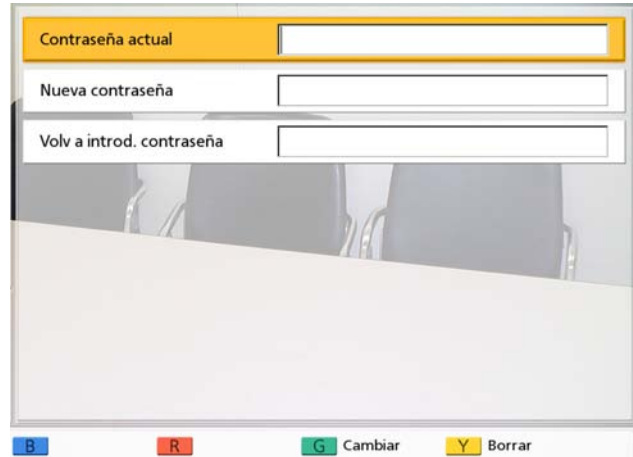 Contraseña actual
Nueva contraseña
Volv a introd. contraseña
B R G Cambiar Y Borrar